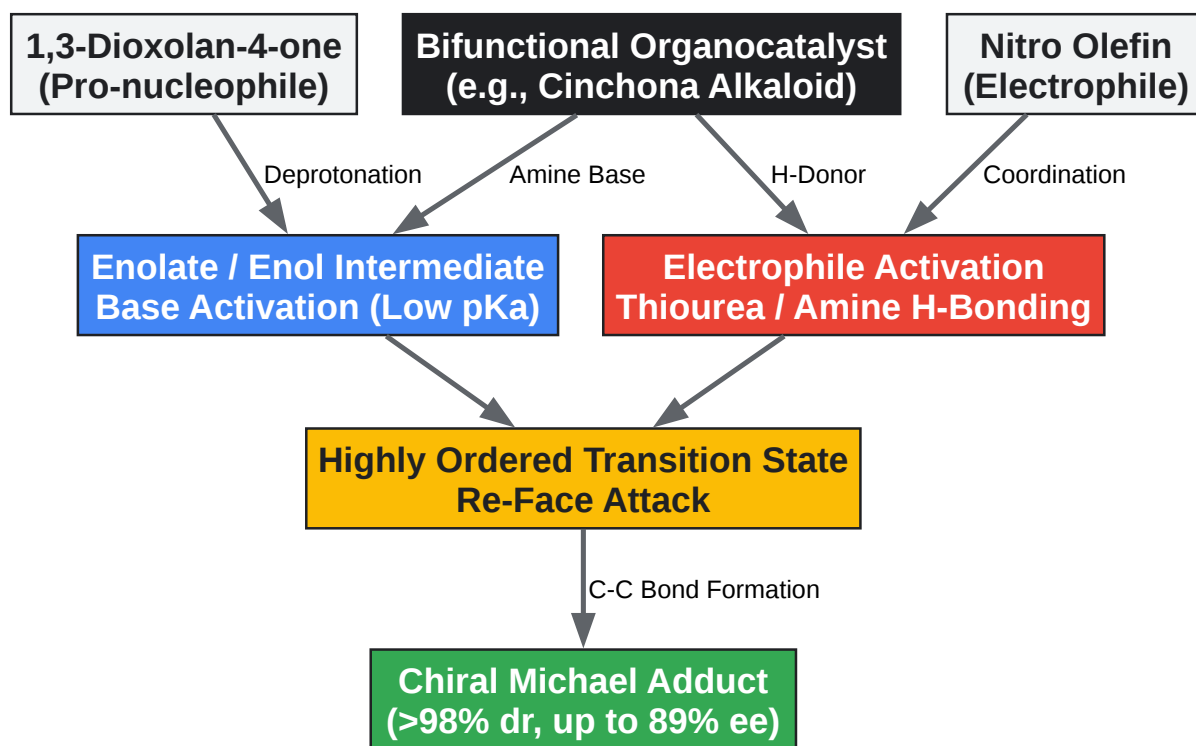 1,3-Dioxolan-4-one
(Pro-nucleophile)
Bifunctional Organocatalyst
(e.g., Cinchona Alkaloid)
Nitro Olefin
(Electrophile)
Deprotonation
Amine Base
H-Donor
Coordination
Enolate / Enol Intermediate
Base Activation (Low pKa)
Electrophile Activation
Thiourea / Amine H-Bonding
Highly Ordered Transition State
Re-Face Attack
C-C Bond Formation
Chiral Michael Adduct
(>98% dr, up to 89% ee)